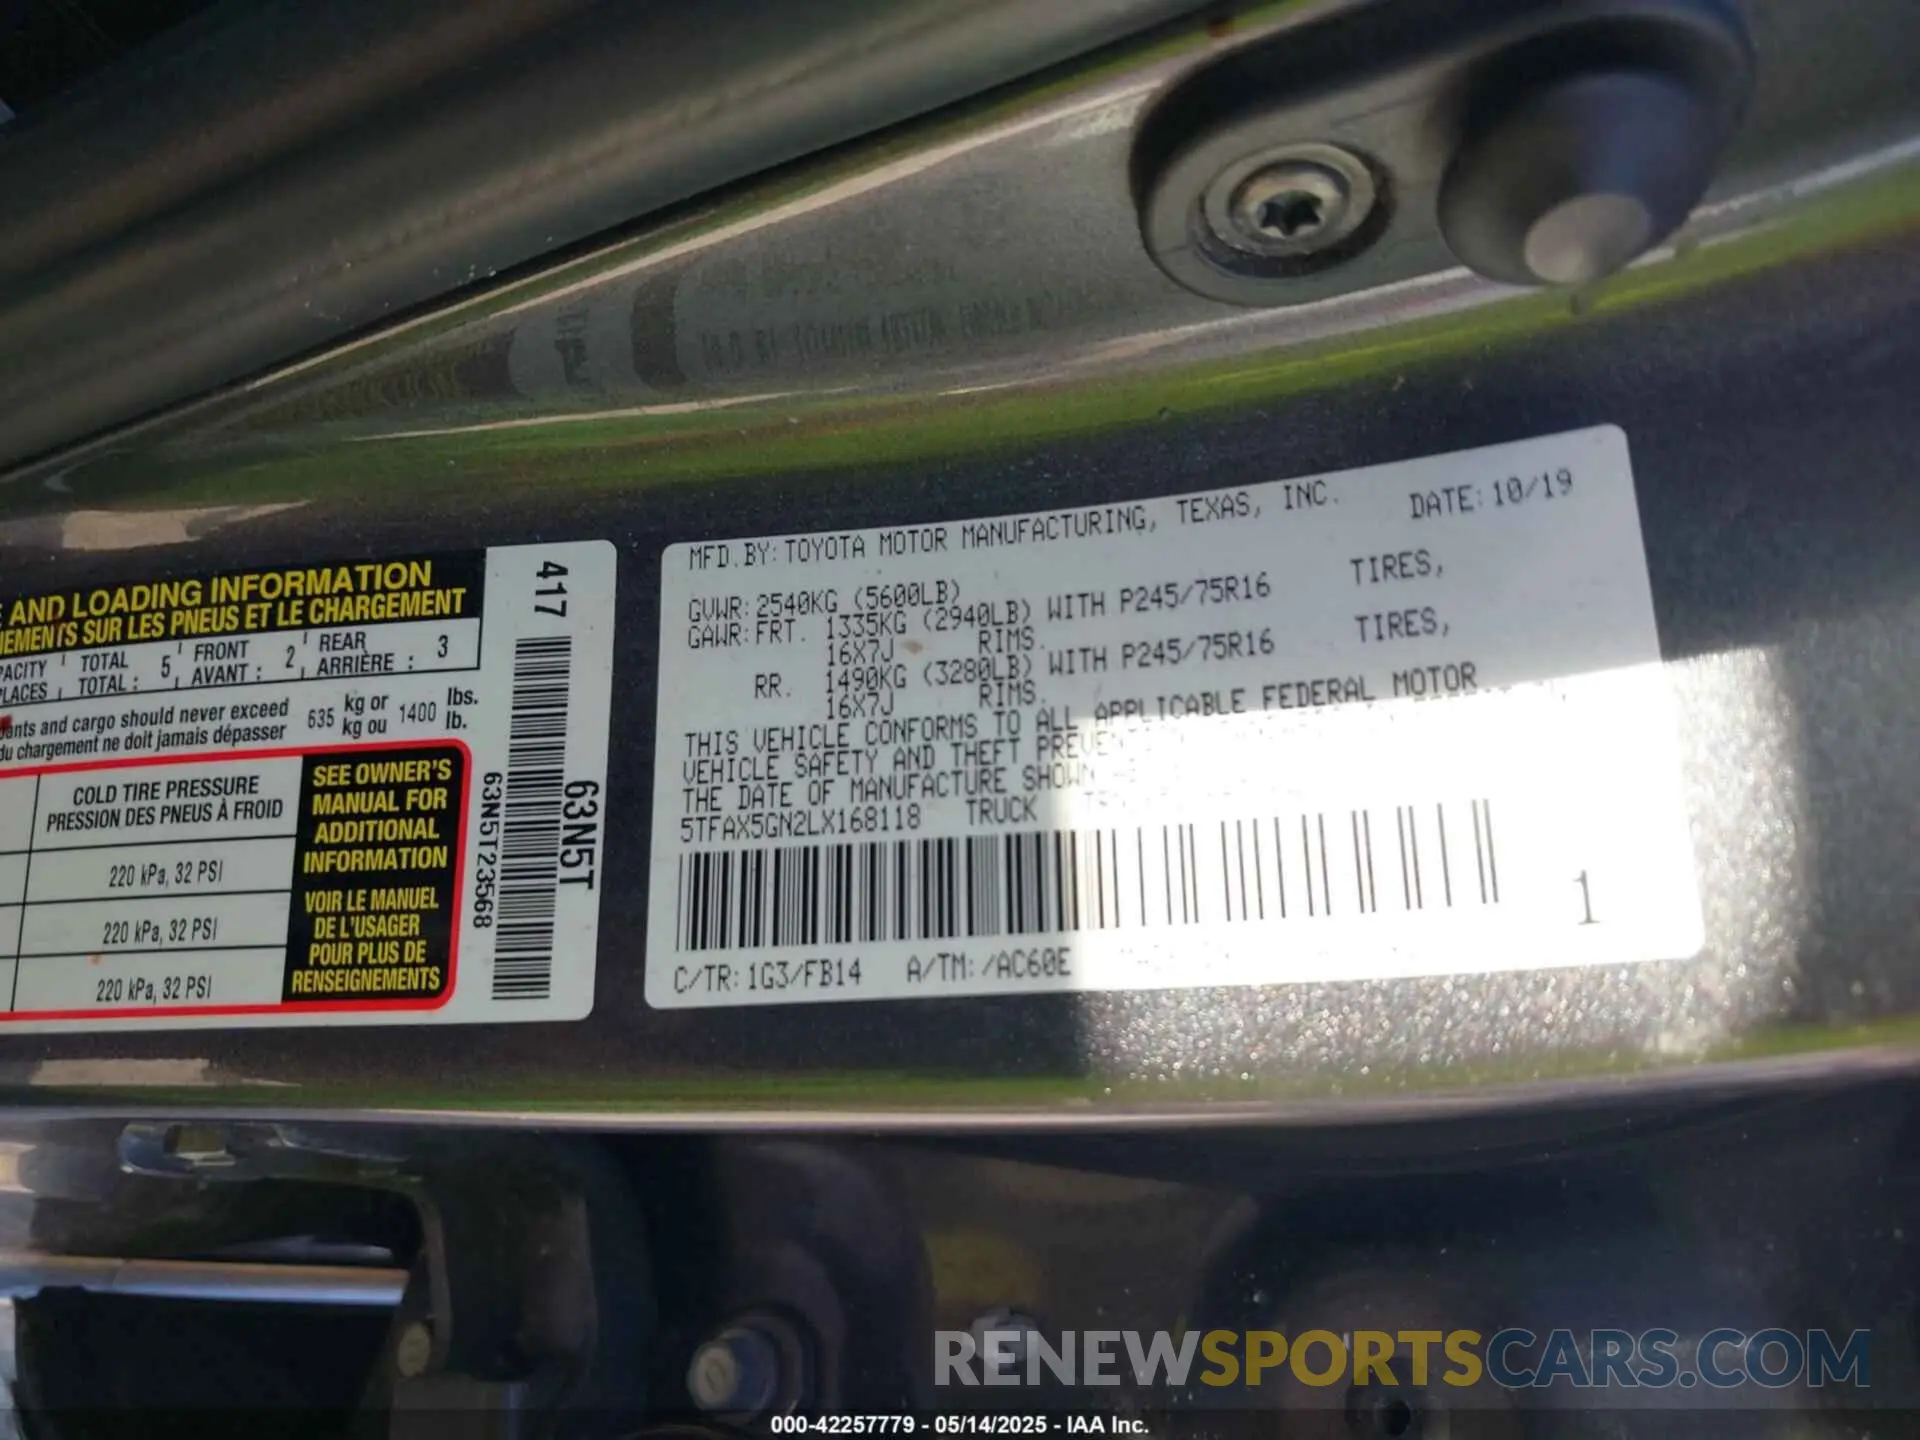 E AND LOADING INFORMATION
SUR LES PNEUS ET LE CHARGEMENT
TOTAL 5 FRONT 2 REAR 3
TOTAL : AVANT : ARRIÈRE :
and cargo should never exceed 635 kg or 1400 lbs.
du chargement ne doit jamais dépasser kg ou lb.
COLD TIRE PRESSURE
PRESSION DES PNEUS À FROID
220 kPa, 32 PSI
220 kPa, 32 PSI
220 kPa, 32 PSI
SEE OWNER'S
MANUAL FOR
ADDITIONAL
INFORMATION
VOIR LE MANUEL
DE L'USAGER
POUR PLUS DE
RENSEIGNEMENTS
417
63N5T
63N5T23568
MFD.BY:TOYOTA MOTOR MANUFACTURING, TEXAS, INC. DATE:10/19
GVWR:2540KG (5600LB)
GAWR:FRT. 1335KG (2940LB) WITH P245/75R16 TIRES,
16X7J RIMS.
RR. 1490KG (3280LB) WITH P245/75R16 TIRES,
16X7J RIMS.
THIS VEHICLE CONFORMS TO ALL APPLICABLE FEDERAL MOTOR
VEHICLE SAFETY AND THEFT
THE DATE OF MANUFACTURE SHOWN
5TFAX5GN2LX168118 TRUCK
C/TR:1G3/FB14 A/TM:/AC60E
1
RENEWSPORTSCARS.COM
000-42257779 - 05/14/2025 - IAA Inc.